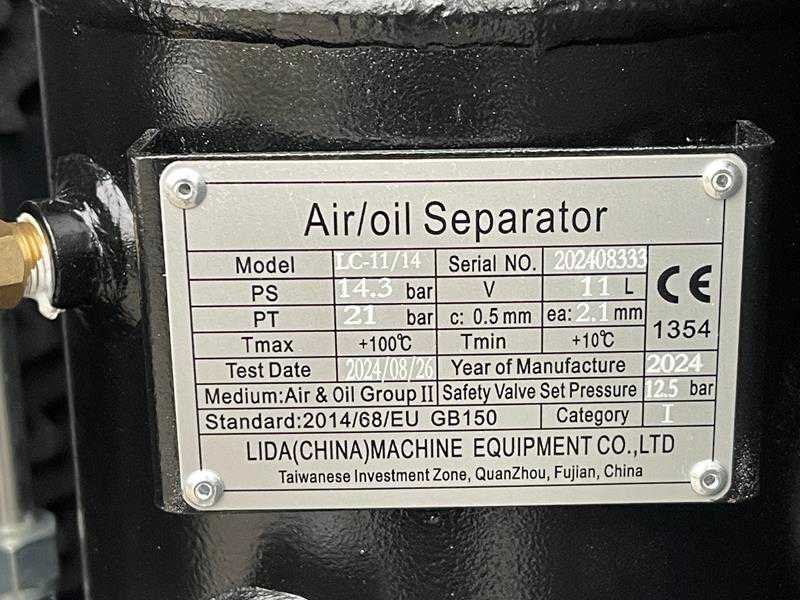 Air/oil Separator
Model LC-11/14 Serial NO. 202408333
PS 14.3 bar V 11 L
PT 21 bar c: 0.5mm ea: 2.1 mm
CE
1354
Tmax +100℃ Tmin +10℃
Test Date 2024/08/26 Year of Manufacture 2024
Medium:Air & Oil Group II Safety Valve Set Pressure 12.5 bar
Standard:2014/68/EU GB150 Category I
LIDA(CHINA)MACHINE EQUIPMENT CO.,LTD
Taiwanese Investment Zone, QuanZhou, Fujian, China